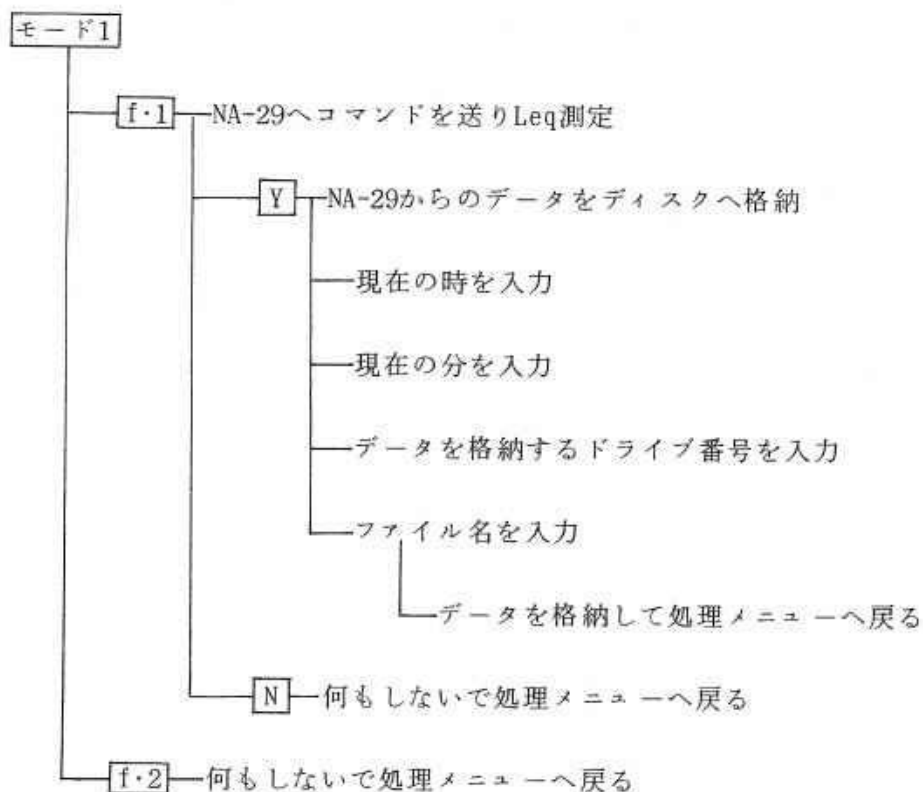 モード1
f・1 NA-29へコマンドを送りLeq測定
Y NA-29からのデータをディスクへ格納
現在の時を入力
現在の分を入力
データを格納するドライブ番号を入力
ファイル名を入力
データを格納して処理メニューへ戻る
N 何もしないで処理メニューへ戻る
f・2 何もしないで処理メニューへ戻る